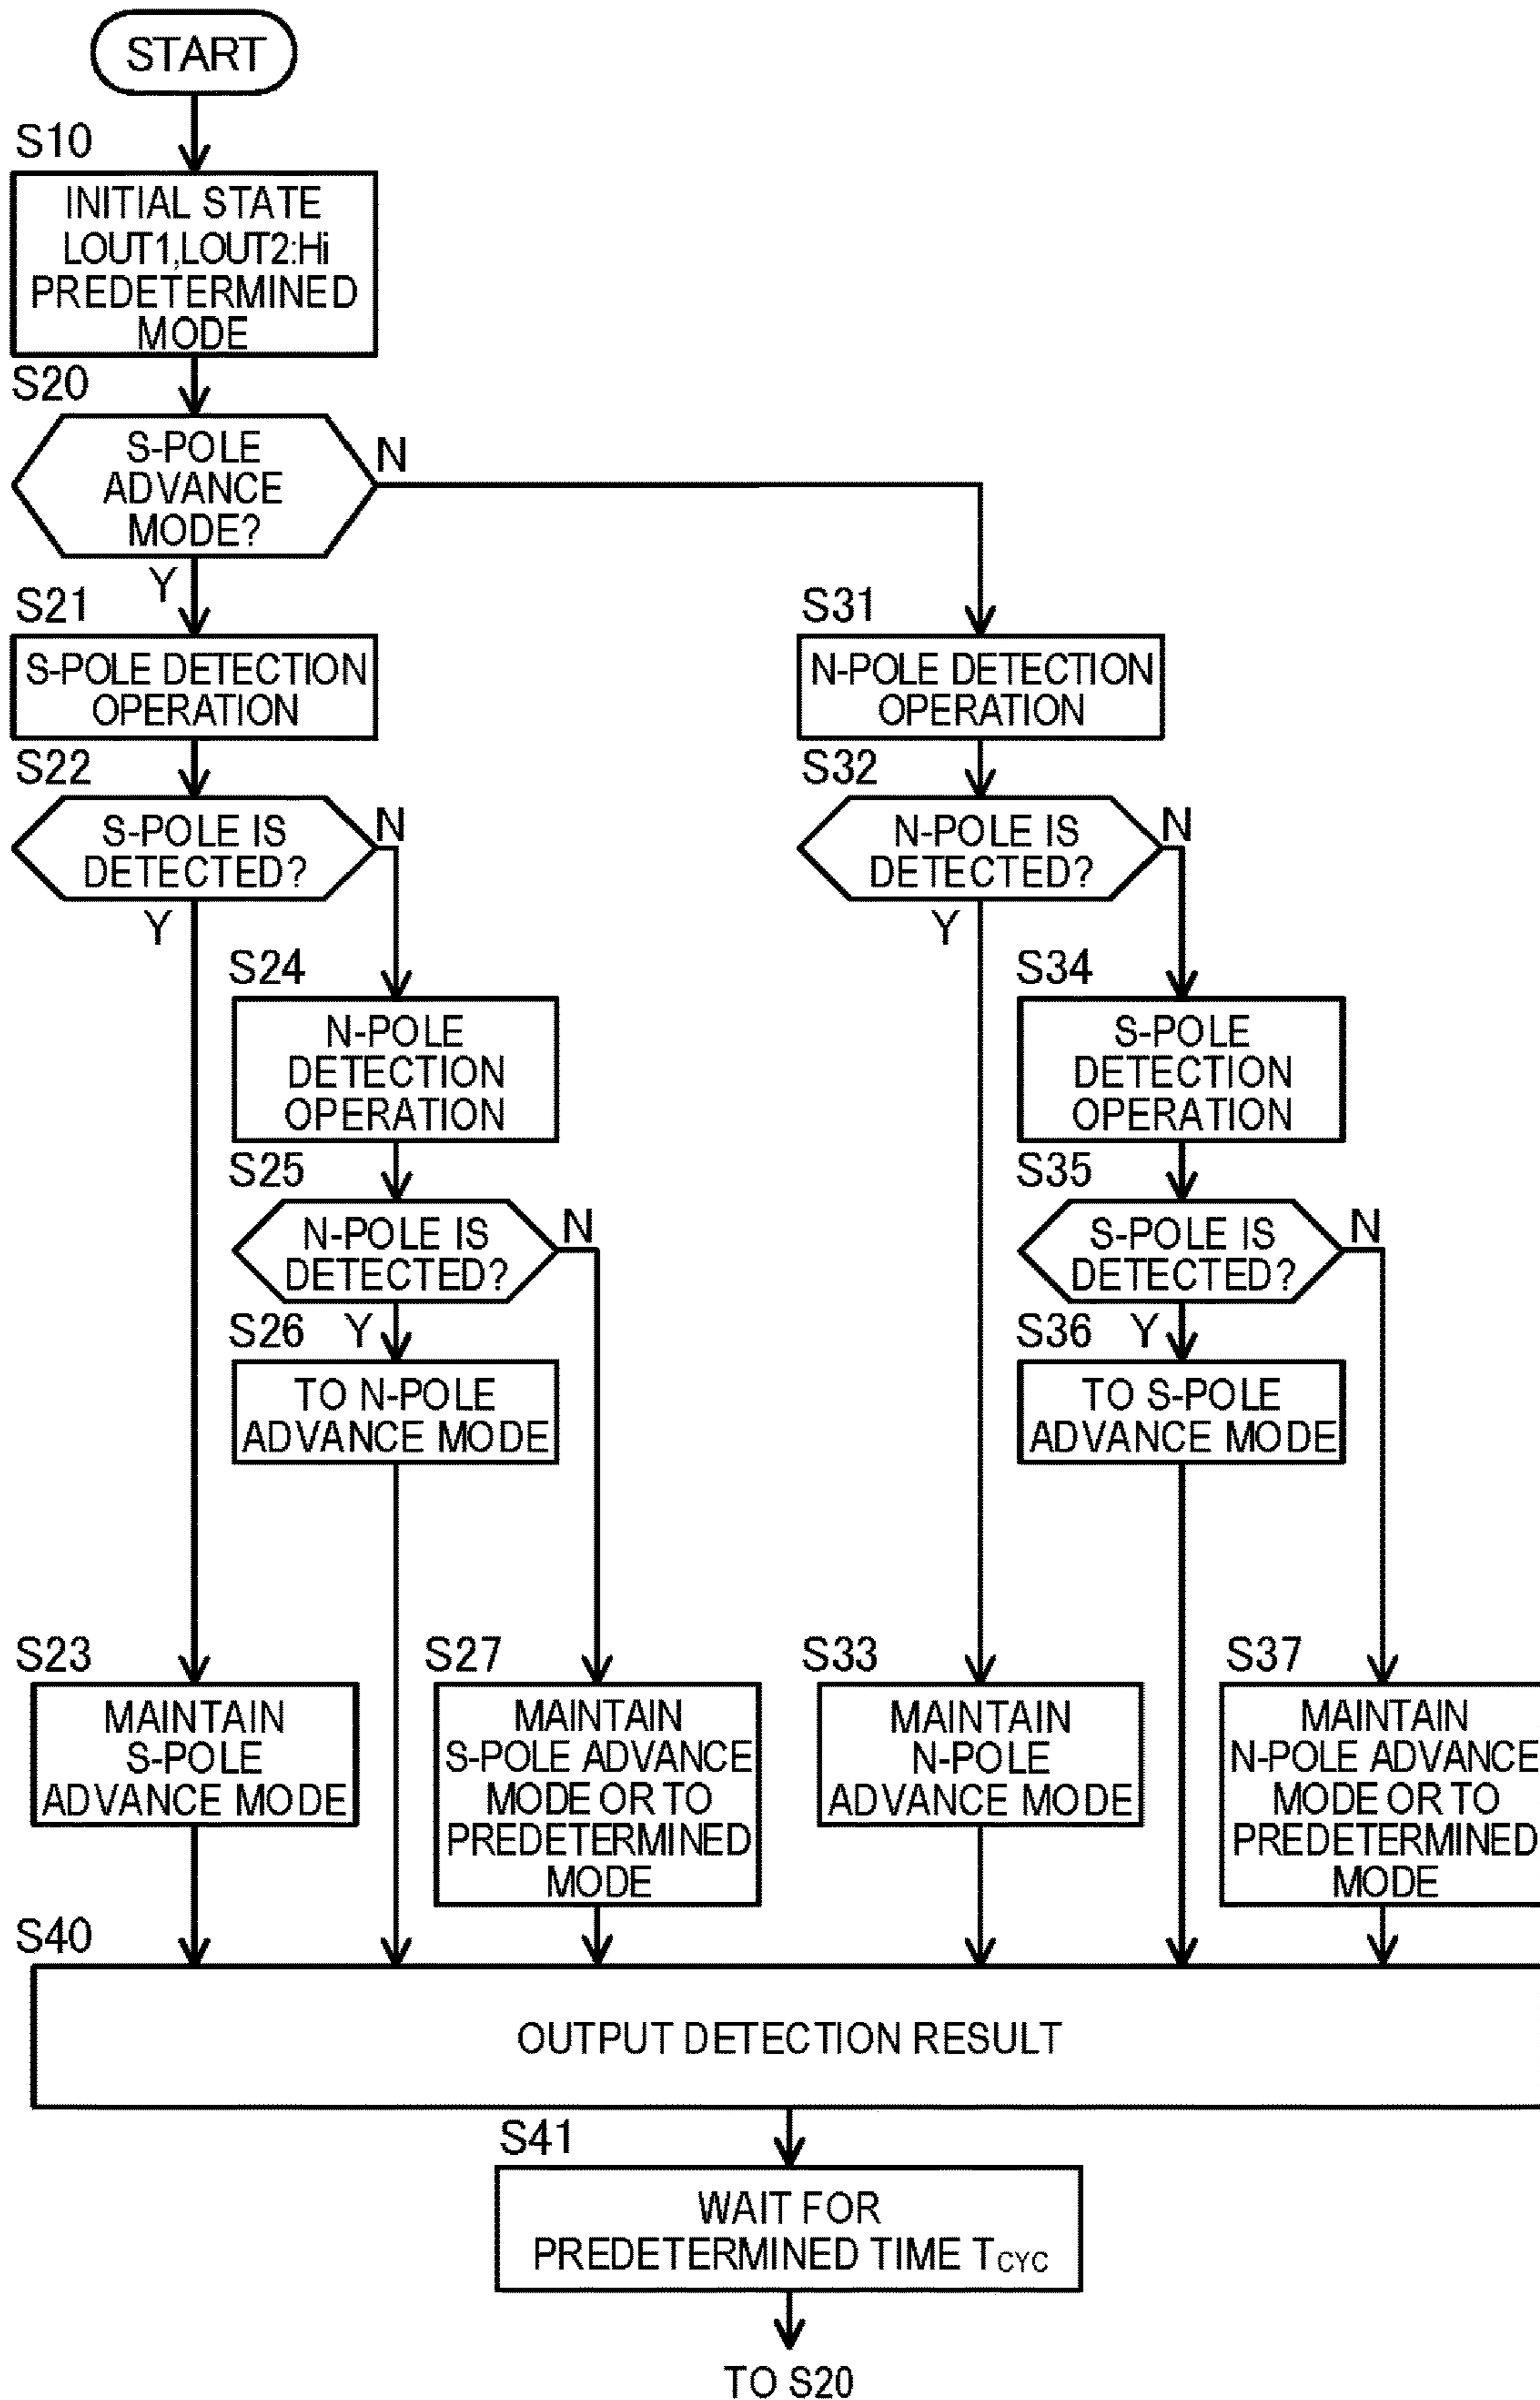 START
S10
INITIAL STATE
LOUT1,LOUT2:Hi
PREDETERMINED
MODE
S20
S-POLE
ADVANCE
MODE?
N
Y
S21
S-POLE DETECTION
OPERATION
S31
N-POLE DETECTION
OPERATION
S22
S-POLE IS
DETECTED?
N
Y
S32
N-POLE IS
DETECTED?
N
Y
S24
N-POLE
DETECTION
OPERATION
S34
S-POLE
DETECTION
OPERATION
S25
N-POLE IS
DETECTED?
N
Y
S35
S-POLE IS
DETECTED?
N
Y
S26
TO N-POLE
ADVANCE MODE
S36
TO S-POLE
ADVANCE MODE
S23
MAINTAIN
S-POLE
ADVANCE MODE
S27
MAINTAIN
S-POLE ADVANCE
MODE OR TO
PREDETERMINED
MODE
S33
MAINTAIN
N-POLE
ADVANCE MODE
S37
MAINTAIN
N-POLE ADVANCE
MODE OR TO
PREDETERMINED
MODE
S40
OUTPUT DETECTION RESULT
S41
WAIT FOR
PREDETERMINED TIME TCYC
TO S20